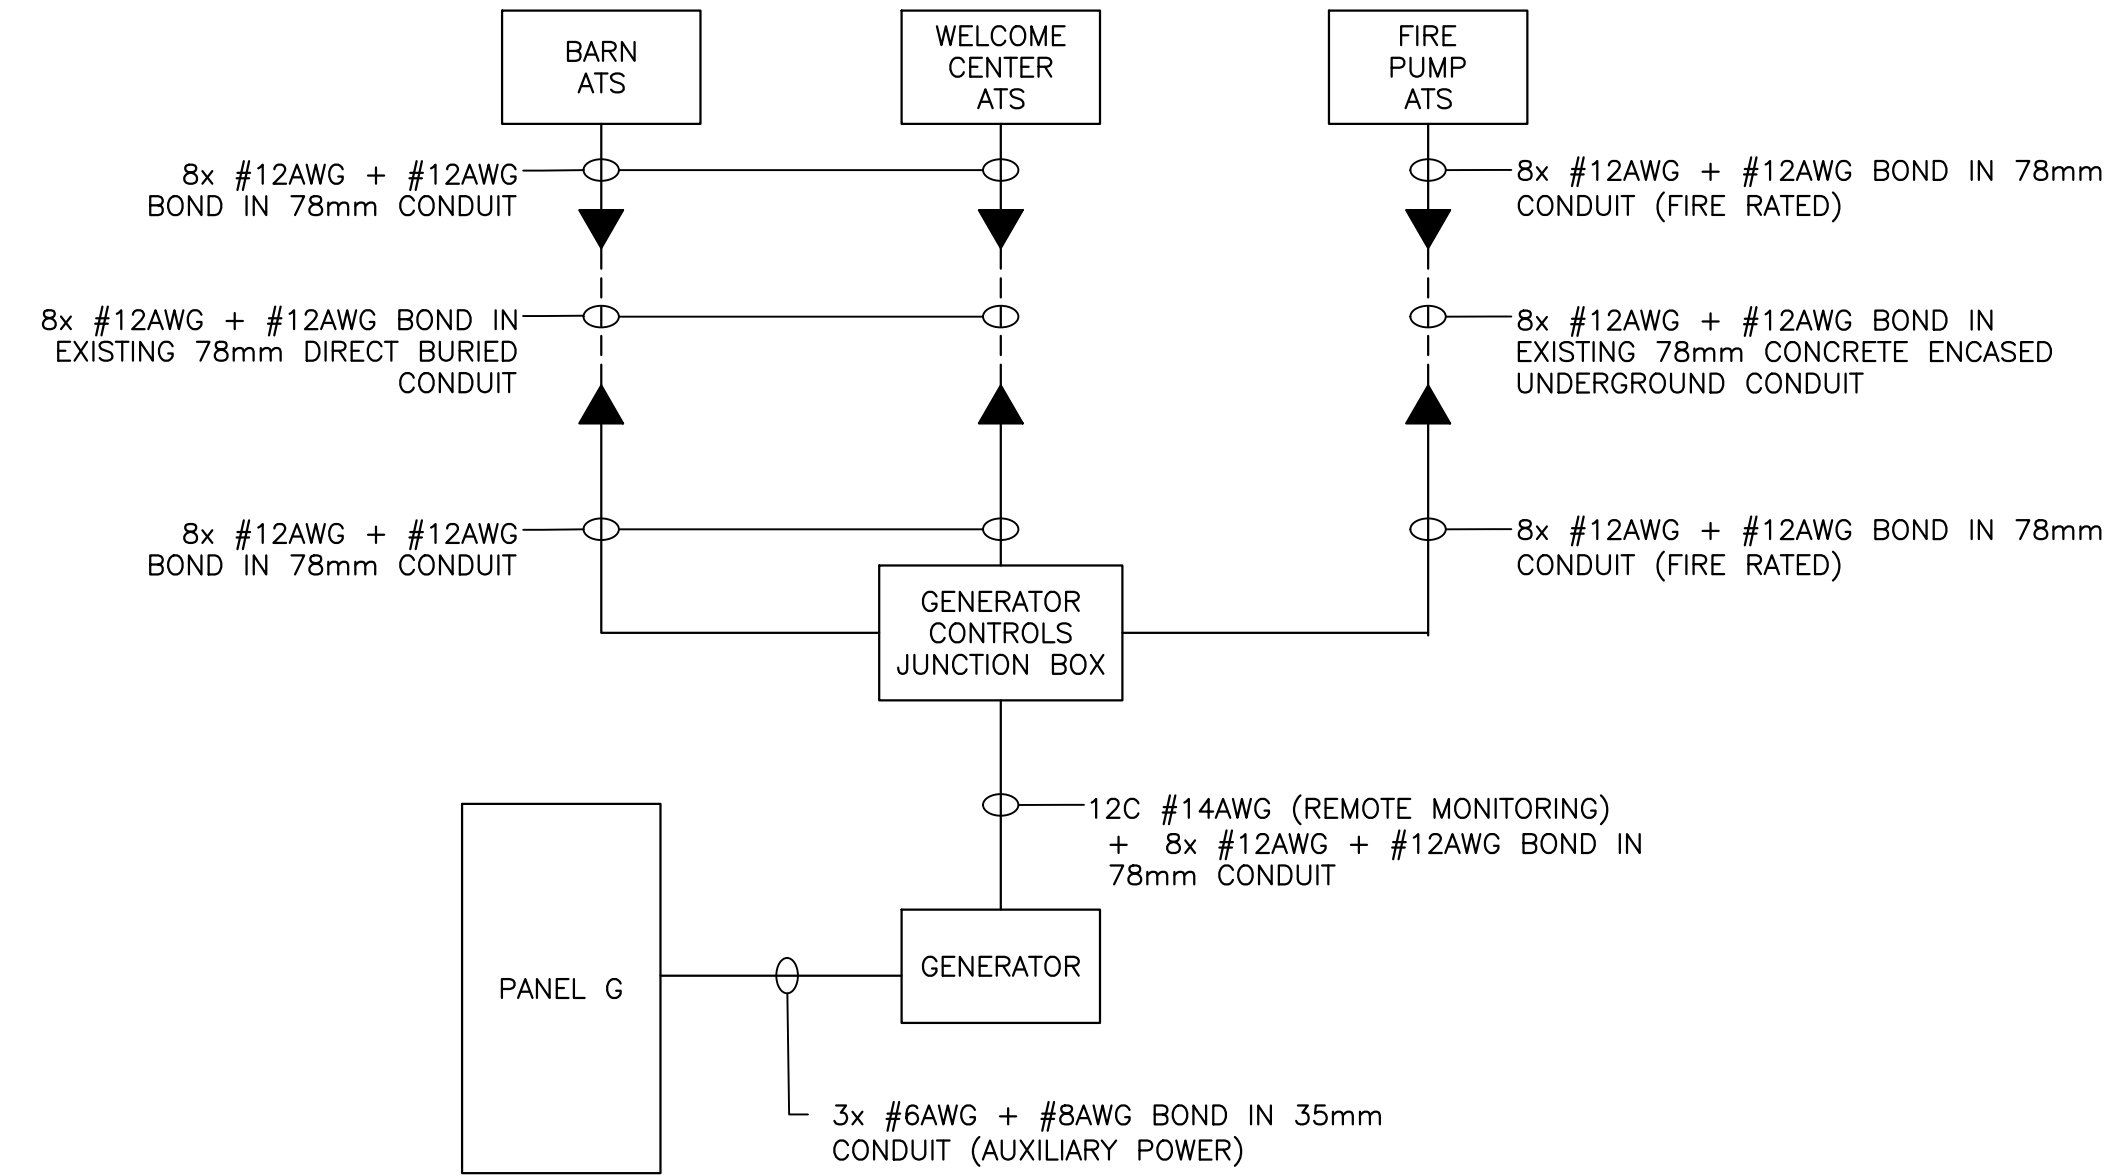 BARN
ATS
WELCOME
CENTER
ATS
FIRE
PUMP
ATS
8x #12AWG + #12AWG
BOND IN 78mm CONDUIT
8x #12AWG + #12AWG BOND IN 78mm
CONDUIT (FIRE RATED)
8x #12AWG + #12AWG BOND IN
EXISTING 78mm DIRECT BURIED
CONDUIT
8x #12AWG + #12AWG BOND IN
EXISTING 78mm CONCRETE ENCASED
UNDERGROUND CONDUIT
8x #12AWG + #12AWG
BOND IN 78mm CONDUIT
8x #12AWG + #12AWG BOND IN 78mm
CONDUIT (FIRE RATED)
GENERATOR
CONTROLS
JUNCTION BOX
12C #14AWG (REMOTE MONITORING)
+ 8x #12AWG + #12AWG BOND IN
78mm CONDUIT
PANEL G
GENERATOR
3x #6AWG + #8AWG BOND IN 35mm
CONDUIT (AUXILIARY POWER)